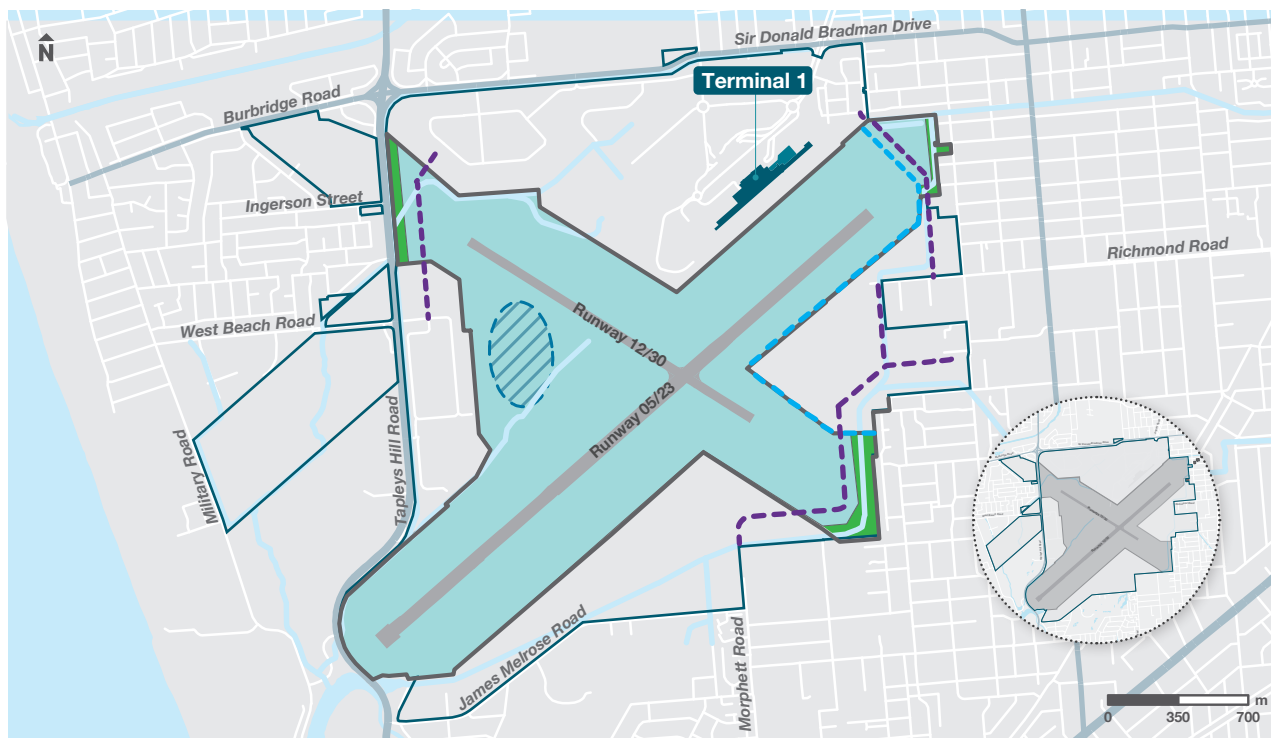 Sir Donald Bradman Drive
N
Terminal 1
Burbridge Road
Ingerson Street
Richmond Road
West Beach Road
Runway 12/30
Runway 05/23
Tapleys Hill Road
Military Road
James Melrose Road
Morphett Road
m
0 350 700